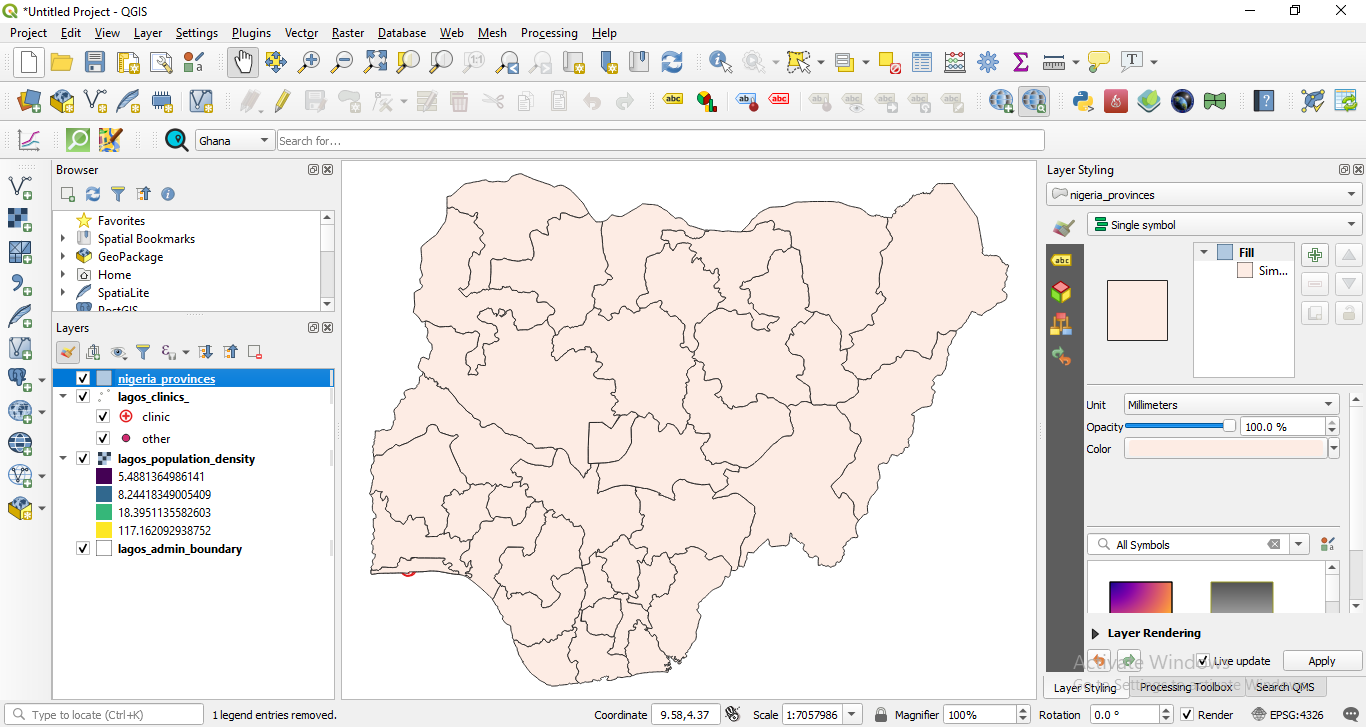 *Untitled Project - QGIS
Project Edit View Layer Settings Plugins Vector Raster Database Web Mesh Processing Help
Ghana Search for...
Browser
Favorites
Spatial Bookmarks
GeoPackage
Home
SpatiaLite
PostGIS
Layers
nigeria_provinces
lagos_clinics_
clinic
other
lagos_population_density
5.4881364986141
8.24418349005409
18.3951135582603
117.162092938752
lagos_admin_boundary
Layer Styling
nigeria_provinces
Single symbol
Fill
Sim...
Unit Millimeters
Opacity 100.0 %
Color
All Symbols
Layer Rendering
Activate Windows
Live update Apply
Go to Settings to activate Windows.
Layer Styling Processing Toolbox Search QMS
Type to locate (Ctrl+K) 1 legend entries removed. Coordinate 9.58,4.37 Scale 1:7057986 Magnifier 100% Rotation 0.0 ° Render EPSG:4326